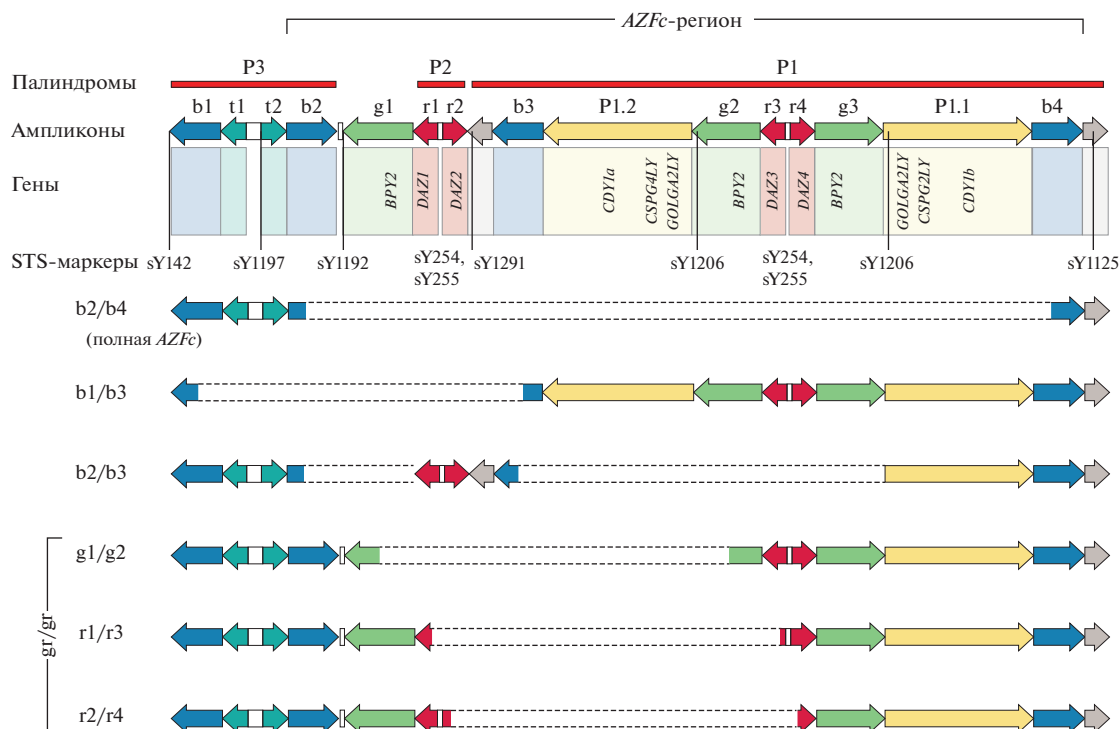 AZFc-регион
Палиндромы P3 P2 P1
b1 t1 t2 b2 g1 r1 r2 b3 P1.2 g2 r3 r4 g3 P1.1 b4
Ампликоны
Гены BPY2 DAZ1 DAZ2 CDY1a CSPG4LY GOLGA2LY BPY2 DAZ3 DAZ4 BPY2 GOLGA2LY CSPG2LY CDY1b
STS-маркеры sY142 sY1197 sY1192 sY254, sY255 sY1291 sY1206 sY254, sY255 sY1206 sY1125
b2/b4
(полная AZFc)
b1/b3
b2/b3
gr/gr
g1/g2
r1/r3
r2/r4